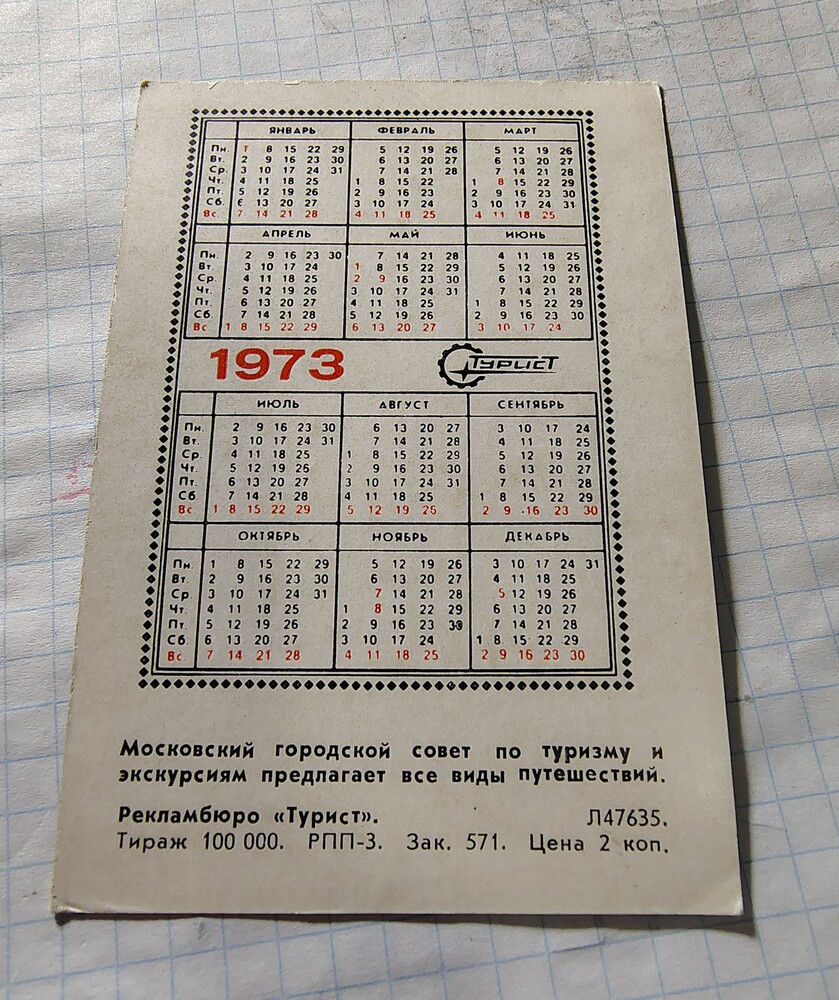 ЯНВАРЬ ФЕВРАЛЬ МАРТ
Пн. 1 8 15 22 29 5 12 19 26 5 12 19 26
Вт. 2 9 16 23 30 6 13 20 27 6 13 20 27
Ср. 3 10 17 24 31 7 14 21 28 7 14 21 28
Чт. 4 11 18 25 1 8 15 22 1 8 15 22 29
Пт. 5 12 19 26 2 9 16 23 2 9 16 23 30
Сб. 6 13 20 27 3 10 17 24 3 10 17 24 31
Вс. 7 14 21 28 4 11 18 25 4 11 18 25
АПРЕЛЬ МАЙ ИЮНЬ
Пн. 2 9 16 23 30 7 14 21 28 4 11 18 25
Вт. 3 10 17 24 1 8 15 22 29 5 12 19 26
Ср. 4 11 18 25 2 9 16 23 30 6 13 20 27
Чт. 5 12 19 26 3 10 17 24 31 7 14 21 28
Пт. 6 13 20 27 4 11 18 25 1 8 15 22 29
Сб. 7 14 21 28 5 12 19 26 2 9 16 23 30
Вс 1 8 15 22 29 6 13 20 27 3 10 17 24
1973 ТУРИСТ
ИЮЛЬ АВГУСТ СЕНТЯБРЬ
Пн. 2 9 16 23 30 6 13 20 27 3 10 17 24
Вт. 3 10 17 24 31 7 14 21 28 4 11 18 25
Ср. 4 11 18 25 1 8 15 22 29 5 12 19 26
Чт. 5 12 19 26 2 9 16 23 30 6 13 20 27
Пт. 6 13 20 27 3 10 17 24 31 7 14 21 28
Сб. 7 14 21 28 4 11 18 25 1 8 15 22 29
Вс. 1 8 15 22 29 5 12 19 26 2 9 16 23 30
ОКТЯБРЬ НОЯБРЬ ДЕКАБРЬ
Пн. 1 8 15 22 29 5 12 19 26 3 10 17 24 31
Вт. 2 9 16 23 30 6 13 20 27 4 11 18 25
Ср. 3 10 17 24 31 7 14 21 28 5 12 19 26
Чт. 4 11 18 25 1 8 15 22 29 6 13 20 27
Пт. 5 12 19 26 2 9 16 23 30 7 14 21 28
Сб. 6 13 20 27 3 10 17 24 1 8 15 22 29
Вс. 7 14 21 28 4 11 18 25 2 9 16 23 30
Московский городской совет по туризму и
экскурсиям предлагает все виды путешествий.
Рекламбюро «Турист». Л47635.
Тираж 100 000. РПП-3. Зак. 571. Цена 2 коп.